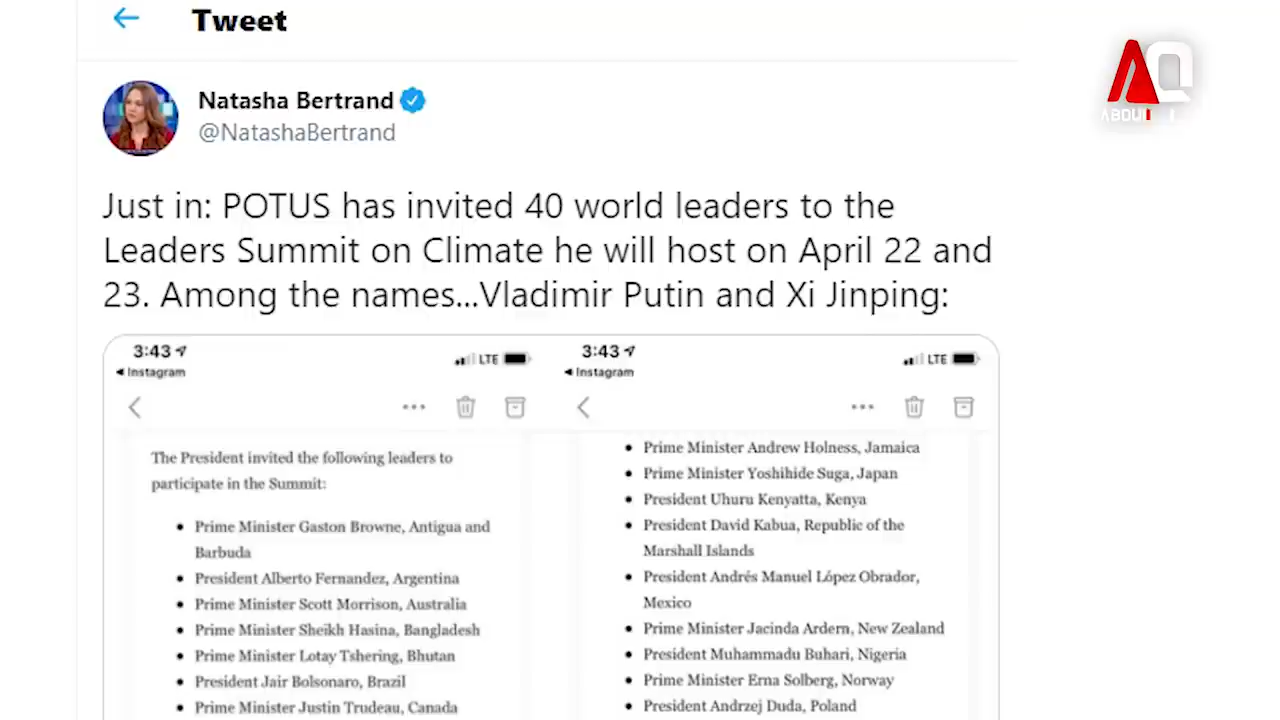 Tweet
Natasha Bertrand
@NatashaBertrand
Just in: POTUS has invited 40 world leaders to the
Leaders Summit on Climate he will host on April 22 and
23. Among the names...Vladimir Putin and Xi Jinping:
3:43
LTE
Instagram
The President invited the following leaders to
participate in the Summit:
• Prime Minister Gaston Browne, Antigua and
Barbuda
• President Alberto Fernandez, Argentina
• Prime Minister Scott Morrison, Australia
• Prime Minister Sheikh Hasina, Bangladesh
• Prime Minister Lotay Tshering, Bhutan
• President Jair Bolsonaro, Brazil
• Prime Minister Justin Trudeau, Canada
3:43
LTE
Instagram
• Prime Minister Andrew Holness, Jamaica
• Prime Minister Yoshihide Suga, Japan
• President Uhuru Kenyatta, Kenya
• President David Kabua, Republic of the
Marshall Islands
• President Andrés Manuel López Obrador,
Mexico
• Prime Minister Jacinda Ardern, New Zealand
• President Muhammadu Buhari, Nigeria
• Prime Minister Erna Solberg, Norway
• President Andrzej Duda, Poland
AQ